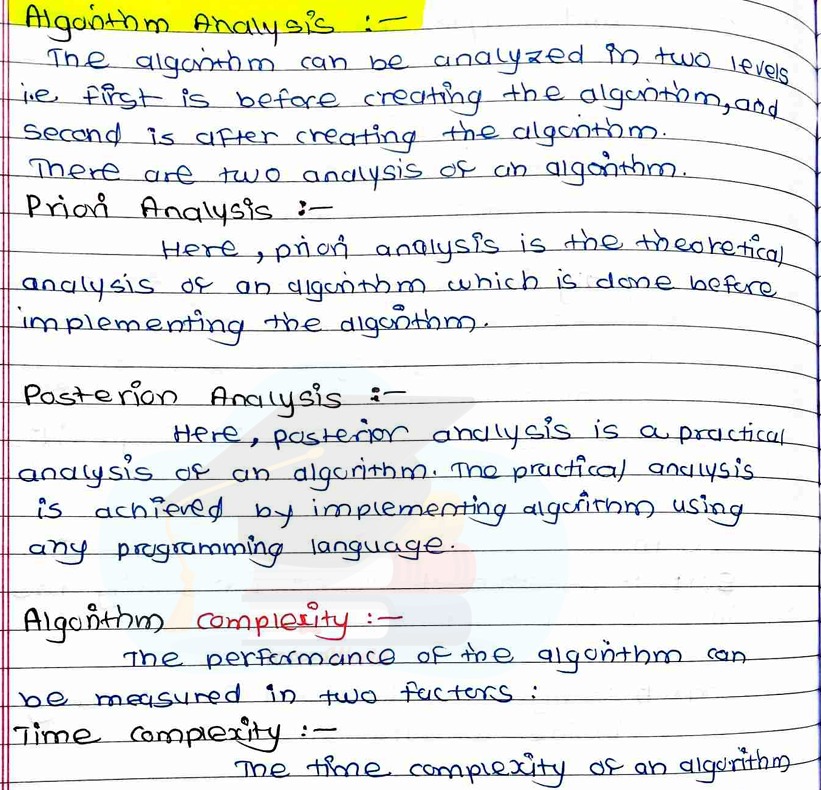 Algorithm Analysis :-
The algorithm can be analyzed in two levels
i.e first is before creating the algorithm, and
second is after creating the algorithm.
There are two analysis of an algorithm.
Priori Analysis :-
Here, priori analysis is the theoretical
analysis of an algorithm which is done before
implementing the algorithm.
Posterior Analysis :-
Here, posterior analysis is a practical
analysis of an algorithm. The practical analysis
is achieved by implementing algorithm using
any programming language.
Algorithm complexity :-
The performance of the algorithm can
be measured in two factors :
Time complexity :-
The time complexity of an algorithm